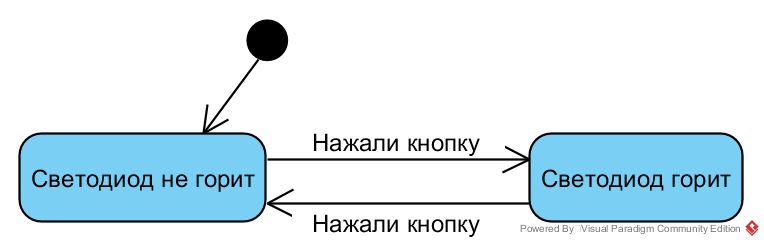 Нажали кнопку
Светодиод не горит
Светодиод горит
Нажали кнопку
Powered By Visual Paradigm Community Edition